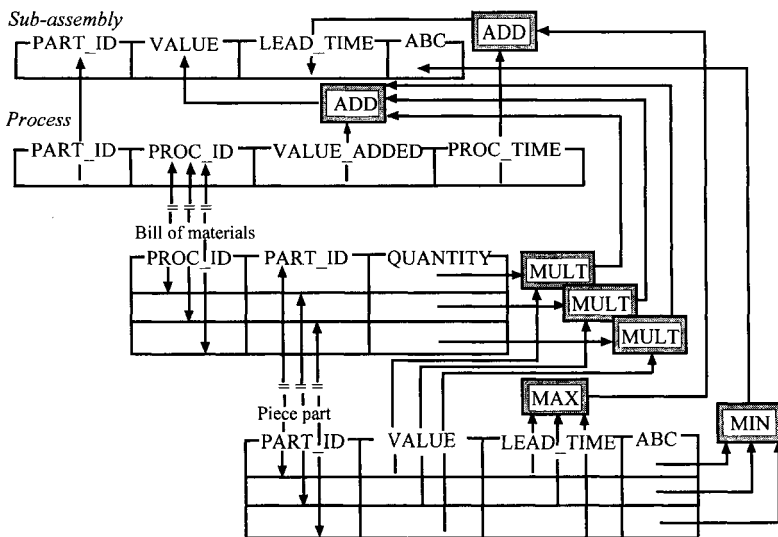 Sub-assembly
PART_ID VALUE LEAD_TIME ABC
ADD
ADD
Process
PART_ID PROC_ID VALUE_ADDED PROC_TIME
Bill of materials
PROC_ID PART_ID QUANTITY
MULT
MULT
MULT
MAX
MIN
Piece part
PART_ID VALUE LEAD_TIME ABC